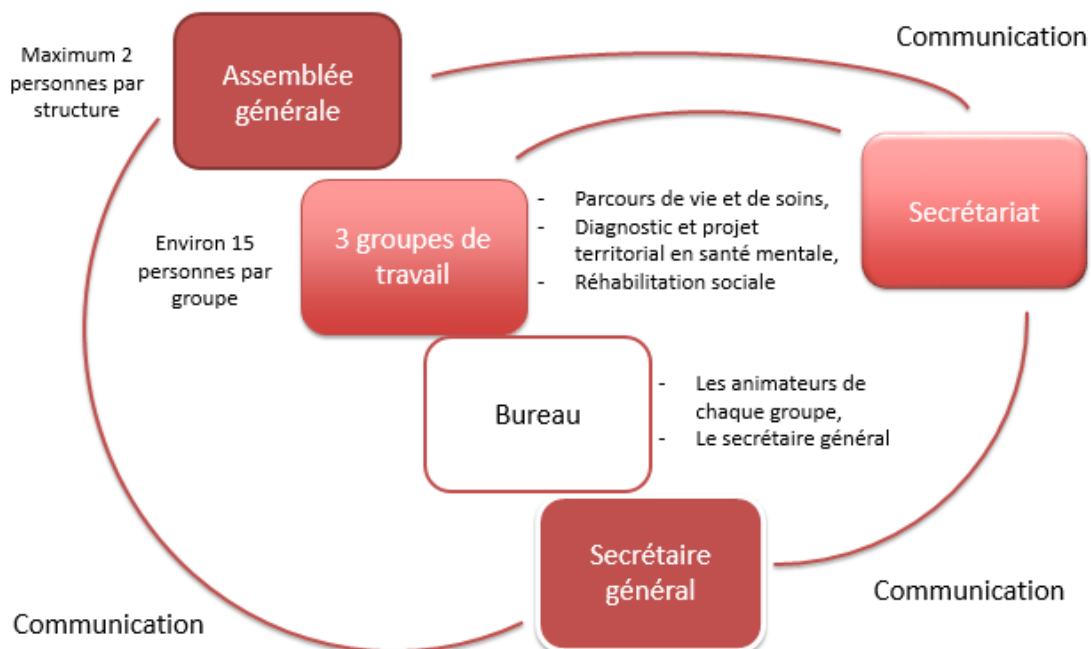 Communication
Maximum 2
personnes par
structure
Assemblée
générale
Secrétariat
Environ 15
personnes par
groupe
3 groupes de
travail
- Parcours de vie et de soins,
- Diagnostic et projet
territorial en santé mentale,
- Réhabilitation sociale
Bureau
- Les animateurs de
chaque groupe,
- Le secrétaire général
Secrétaire
général
Communication
Communication